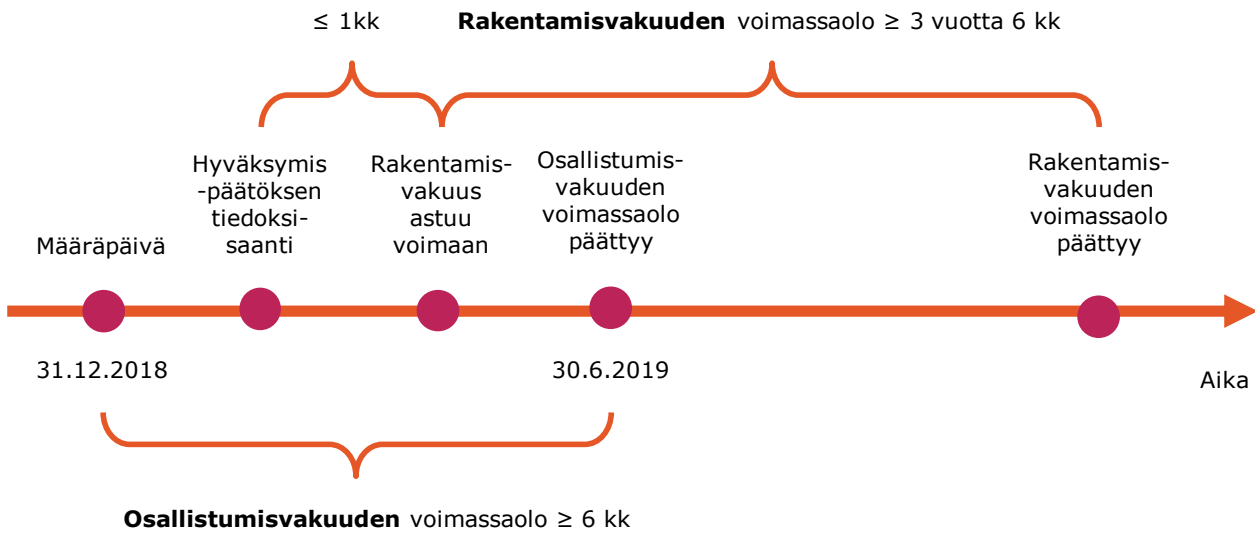 ≤ 1kk
Rakentamisvakuuden voimassaolo ≥ 3 vuotta 6 kk
Määräpäivä
Hyväksymis
-päätöksen
tiedoksi-
saanti
Rakentamis-
vakuus
astuu
voimaan
Osallistumis-
vakuuden
voimassaolo
päättyy
Rakentamis-
vakuuden
voimassaolo
päättyy
31.12.2018
30.6.2019
Aika
Osallistumisvakuuden voimassaolo ≥ 6 kk